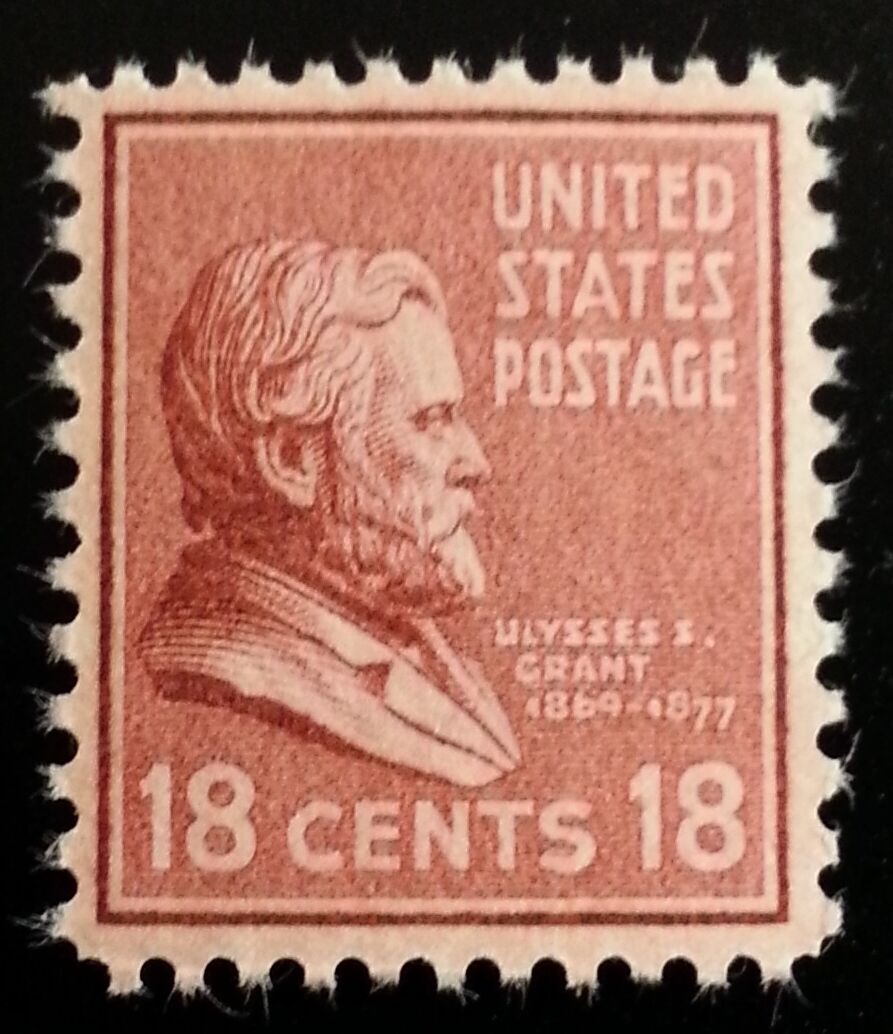 UNITED
STATES
POSTAGE
ULYSSES S.
GRANT
1869-1877
18 CENTS 18